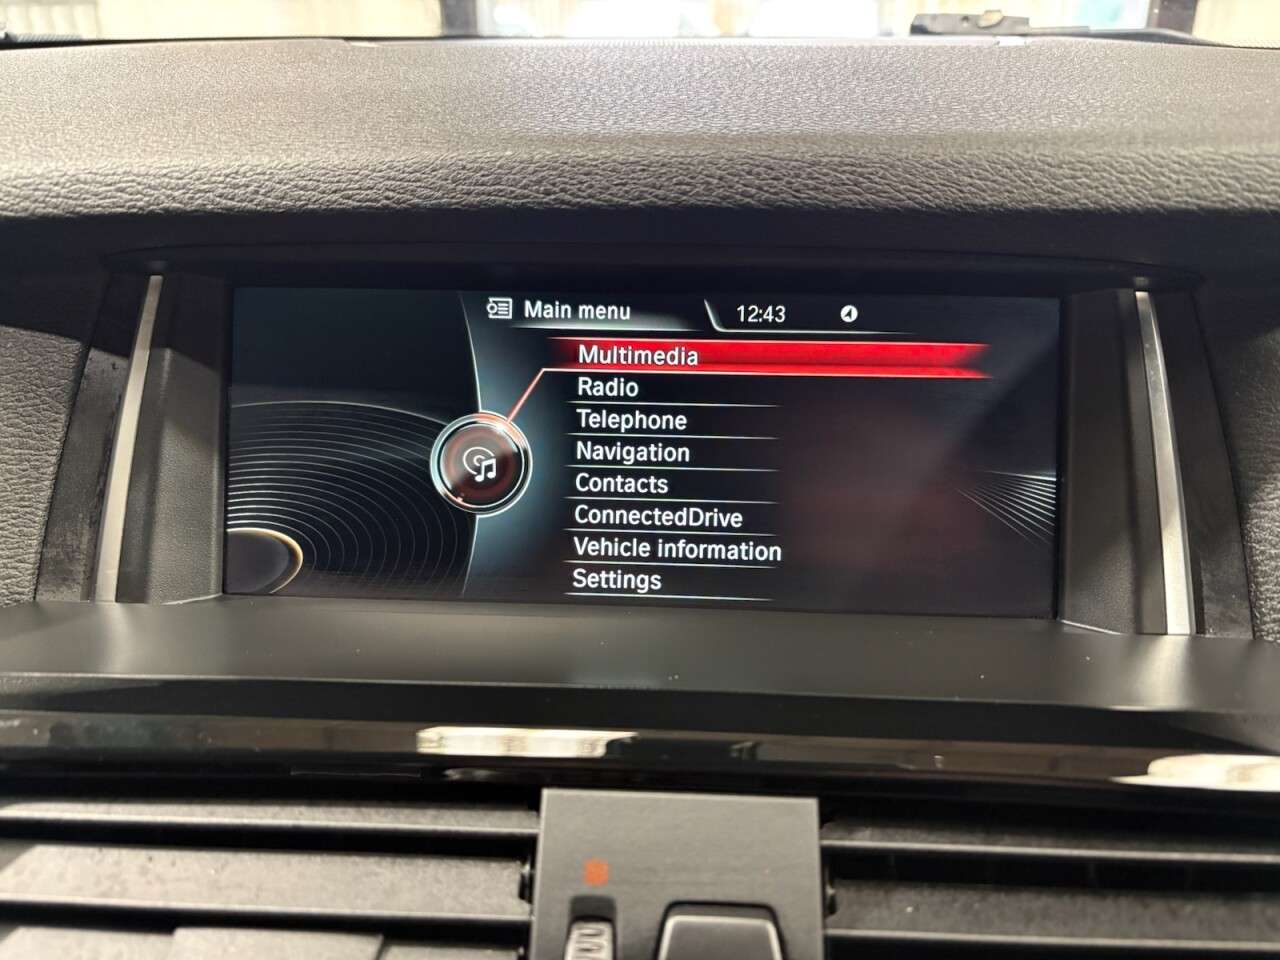 Main menu 12:43
Multimedia
Radio
Telephone
Navigation
Contacts
ConnectedDrive
Vehicle information
Settings